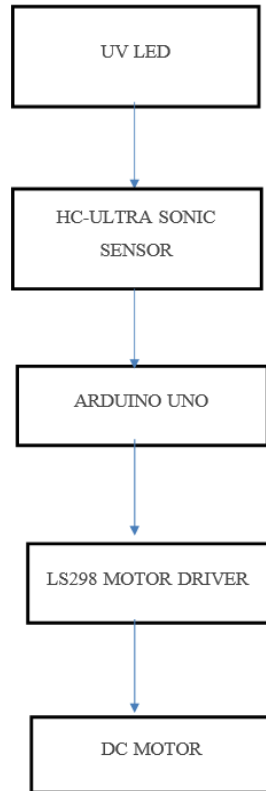 UV LED
HC-ULTRA SONIC
SENSOR
ARDUINO UNO
LS298 MOTOR DRIVER
DC MOTOR